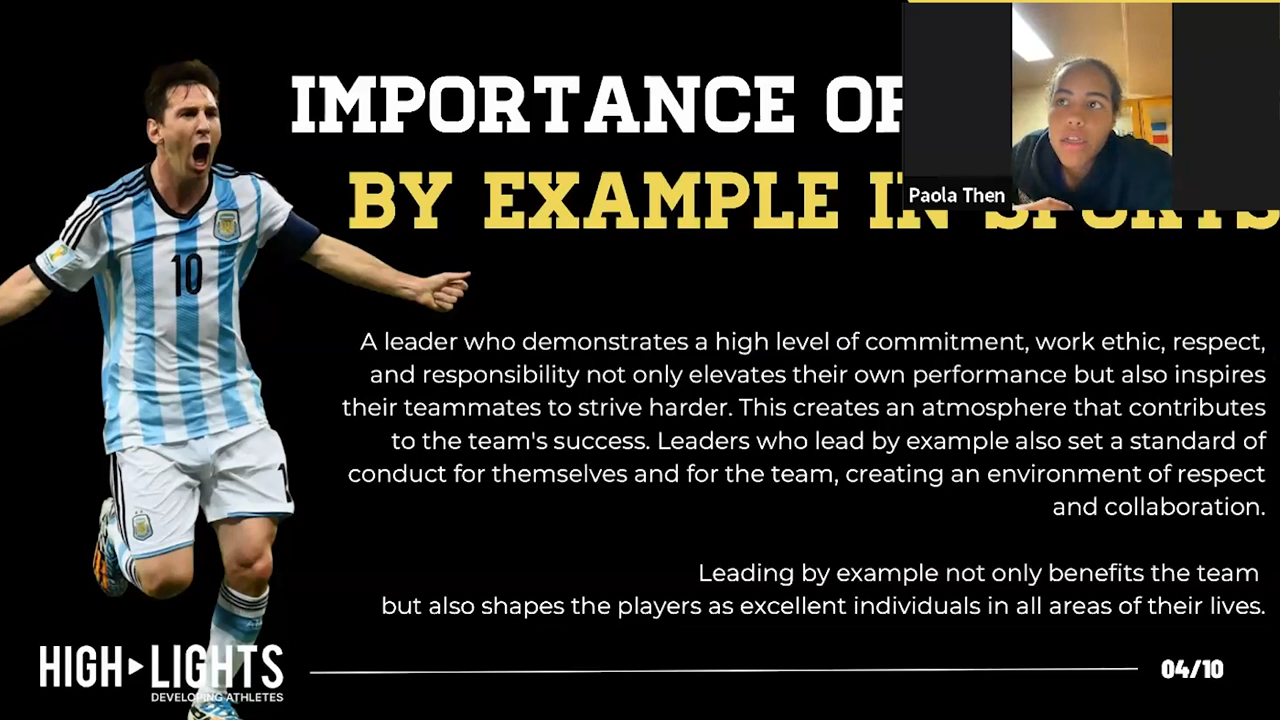 IMPORTANCE OF
BY EXAMPLE IN SPORTS
Paola Then
10
A leader who demonstrates a high level of commitment, work ethic, respect,
and responsibility not only elevates their own performance but also inspires
their teammates to strive harder. This creates an atmosphere that contributes
to the team's success. Leaders who lead by example also set a standard of
conduct for themselves and for the team, creating an environment of respect
and collaboration.
Leading by example not only benefits the team
but also shapes the players as excellent individuals in all areas of their lives.
HIGH LIGHTS
DEVELOPING ATHLETES
04/10